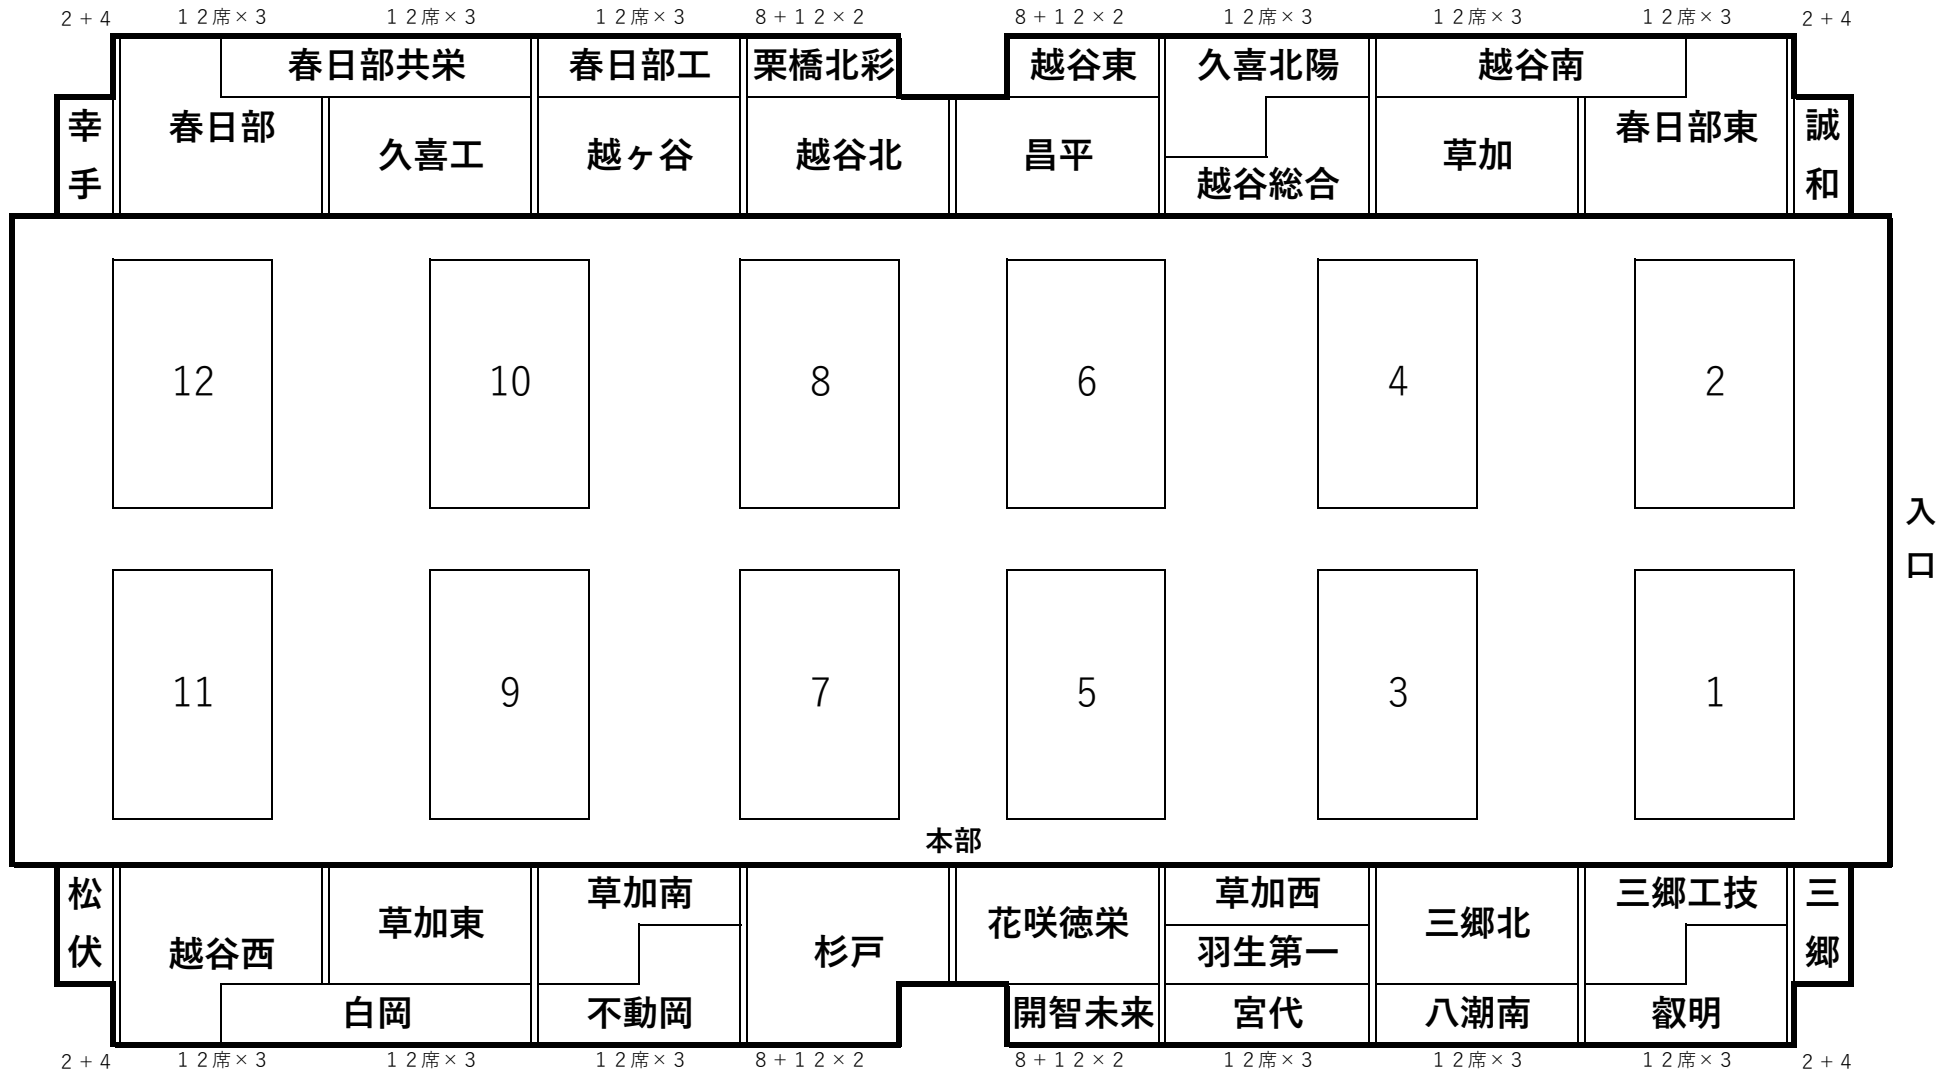 ２＋４ １２席×３ １２席×３ １２席×３ ８＋１２×２ ８＋１２×２ １２席×３ １２席×３ １２席×３ ２＋４
春日部共栄 春日部工 栗橋北彩 越谷東 久喜北陽 越谷南
幸手 春日部 久喜工 越ヶ谷 越谷北 昌平 越谷総合 草加 春日部東 誠和
12 10 8 6 4 2
入口
11 9 7 5 3 1
本部
松伏 越谷西 草加東 草加南 杉戸 花咲徳栄 草加西 三郷北 三郷工技 三郷
羽生第一
白岡 不動岡 開智未来 宮代 八潮南 叡明
２＋４ １２席×３ １２席×３ １２席×３ ８＋１２×２ ８＋１２×２ １２席×３ １２席×３ １２席×３ ２＋４